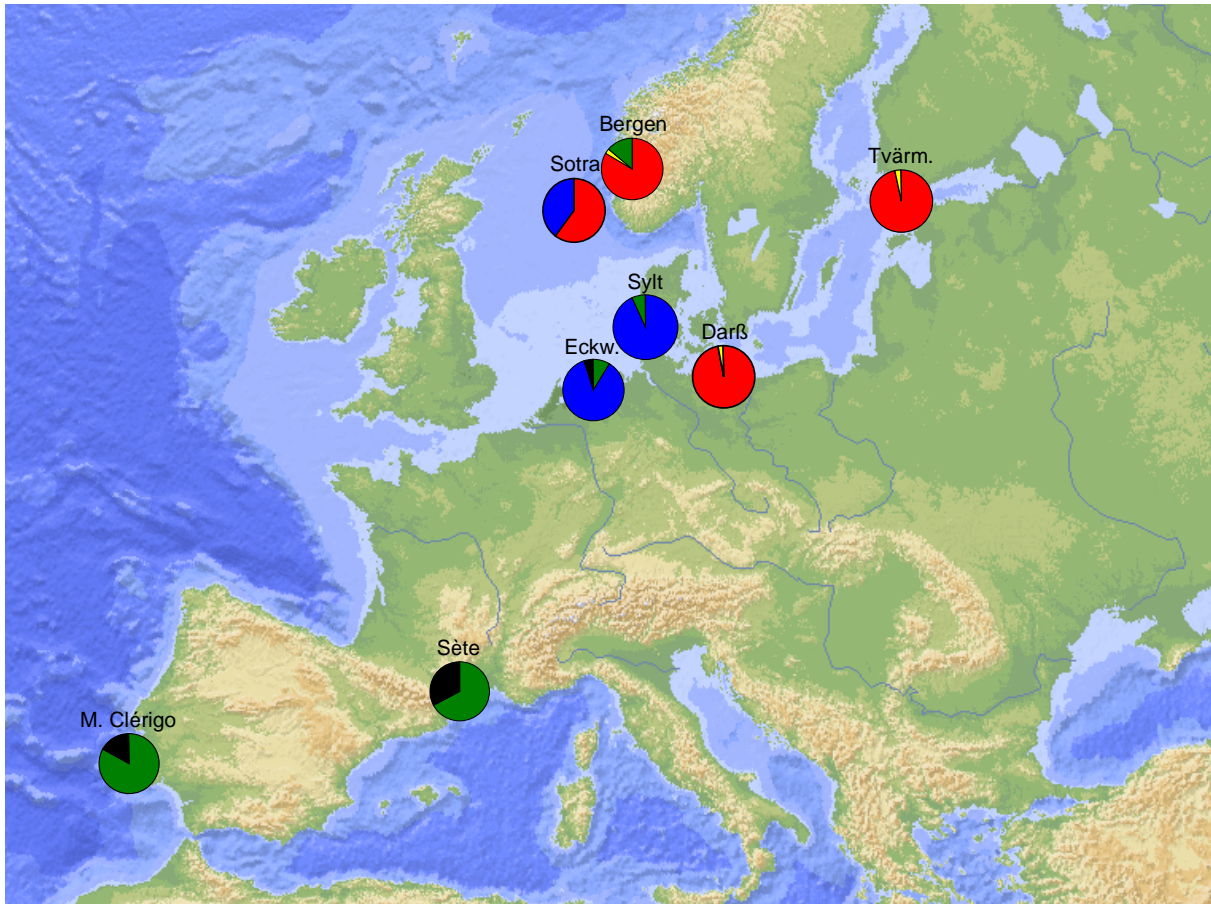 Bergen
Sotra
Tvärm.
Sylt
Darß
Eckw.
Sète
M. Clérigo